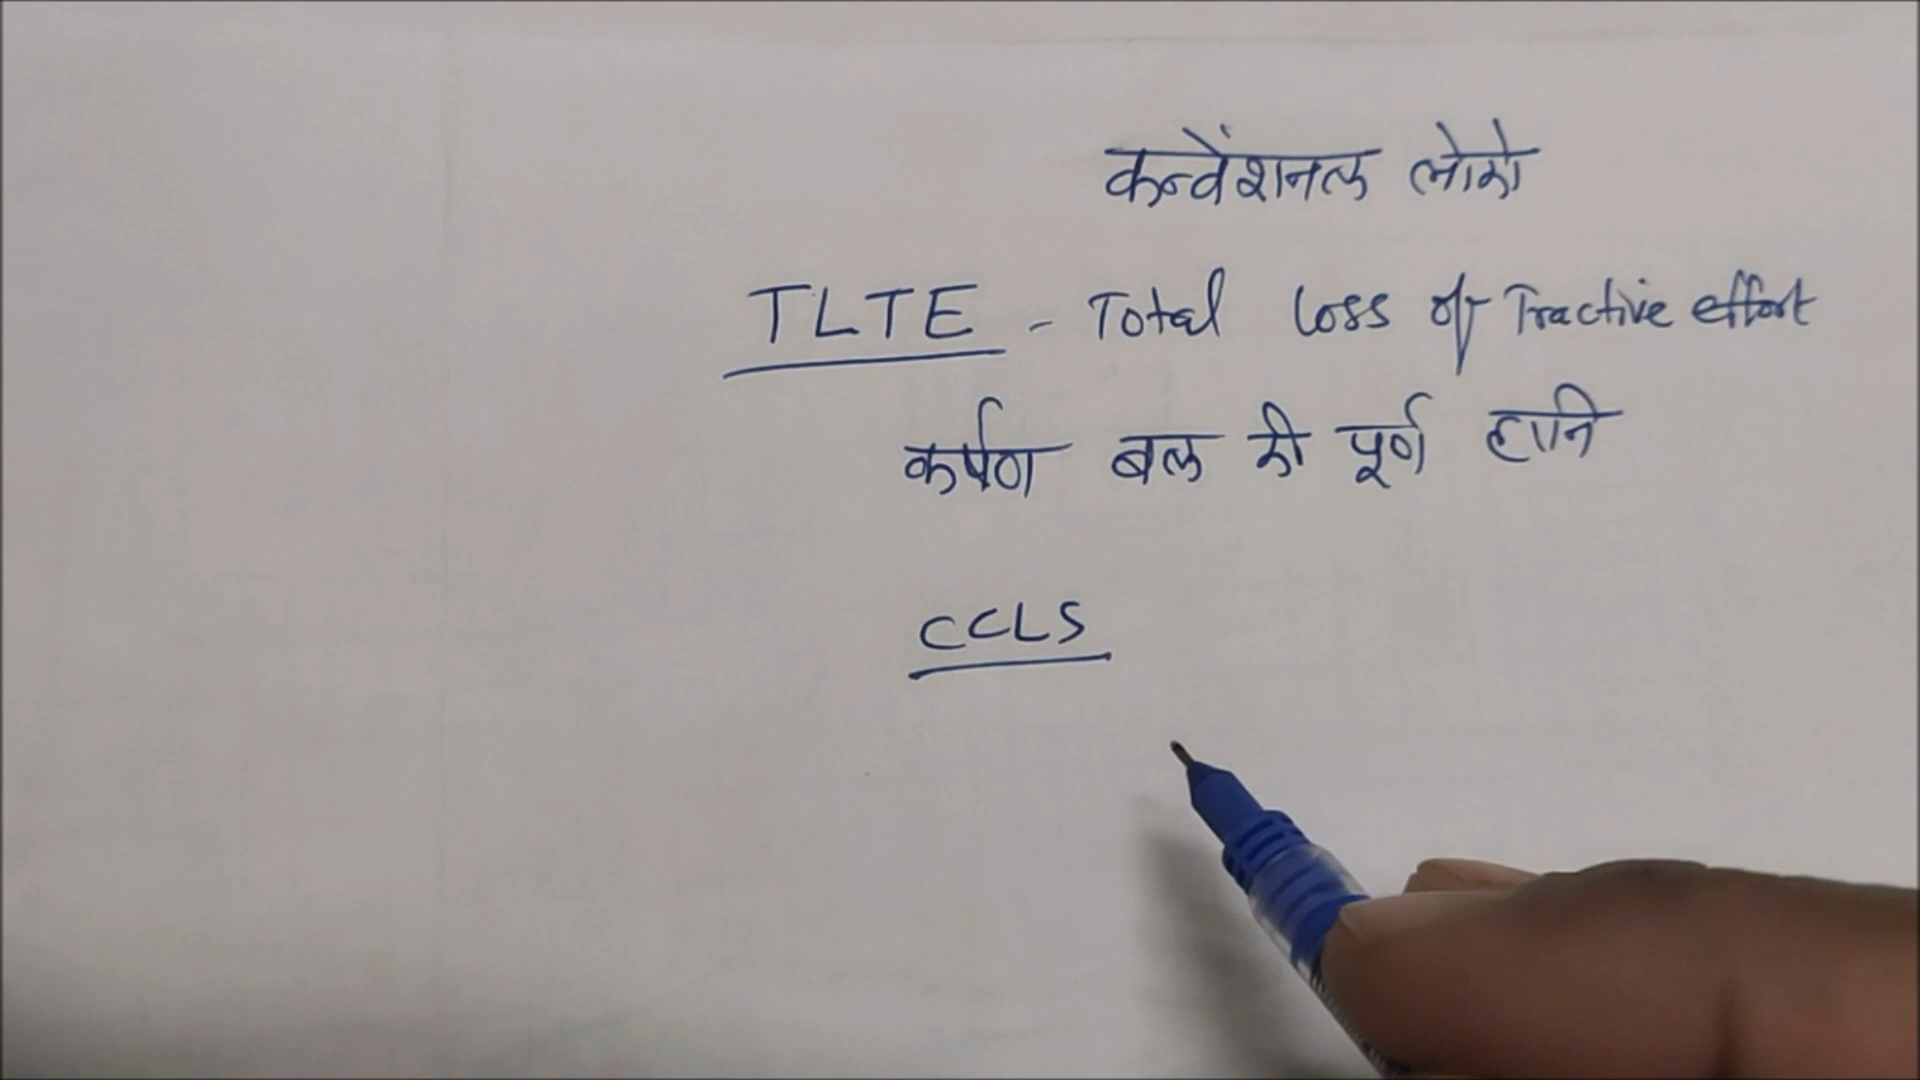 कन्वेंशनल लोको
TLTE - Total Loss of Tractive effort
कर्षण बल की पूर्ण हानि
CCLS